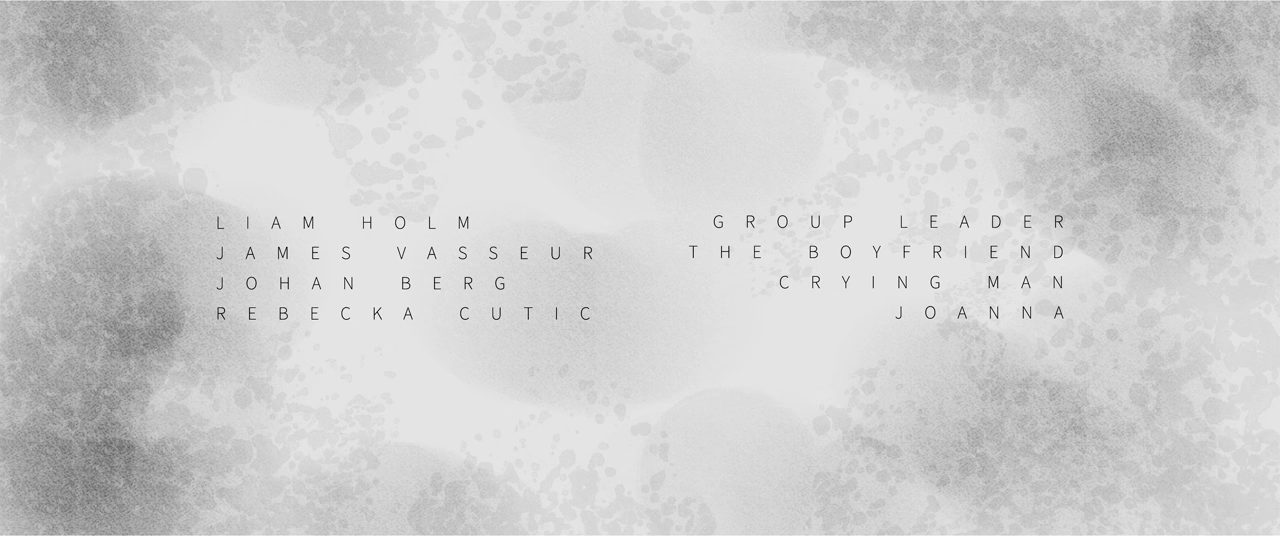 LIAM HOLM GROUP LEADER
JAMES VASSEUR THE BOYFRIEND
JOHAN BERG CRYING MAN
REBECKA CUTIC JOANNA